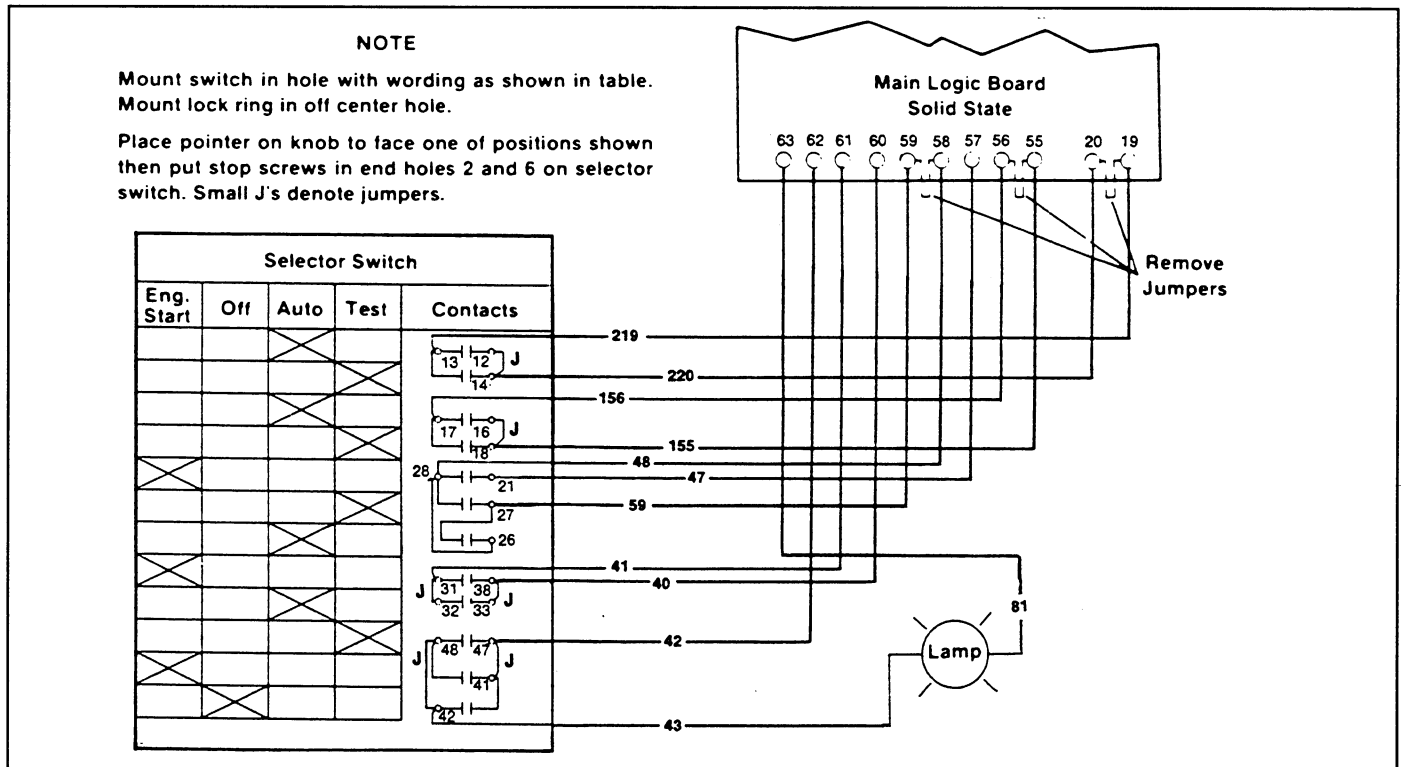 NOTE
Mount switch in hole with wording as shown in table.
Mount lock ring in off center hole.
Place pointer on knob to face one of positions shown
then put stop screws in end holes 2 and 6 on selector
switch. Small J's denote jumpers.
Main Logic Board
Solid State
63 62 61 60 59 58 57 56 55 20 19
Remove
Jumpers
Selector Switch
Eng.
Start
Off
Auto
Test
Contacts
219
13 12 J
14
220
156
17 16 J
18
155
48
28
21
47
27
59
26
41
31 38
40
J
32 33 J
81
42
48 47
J J
41
Lamp
42
43